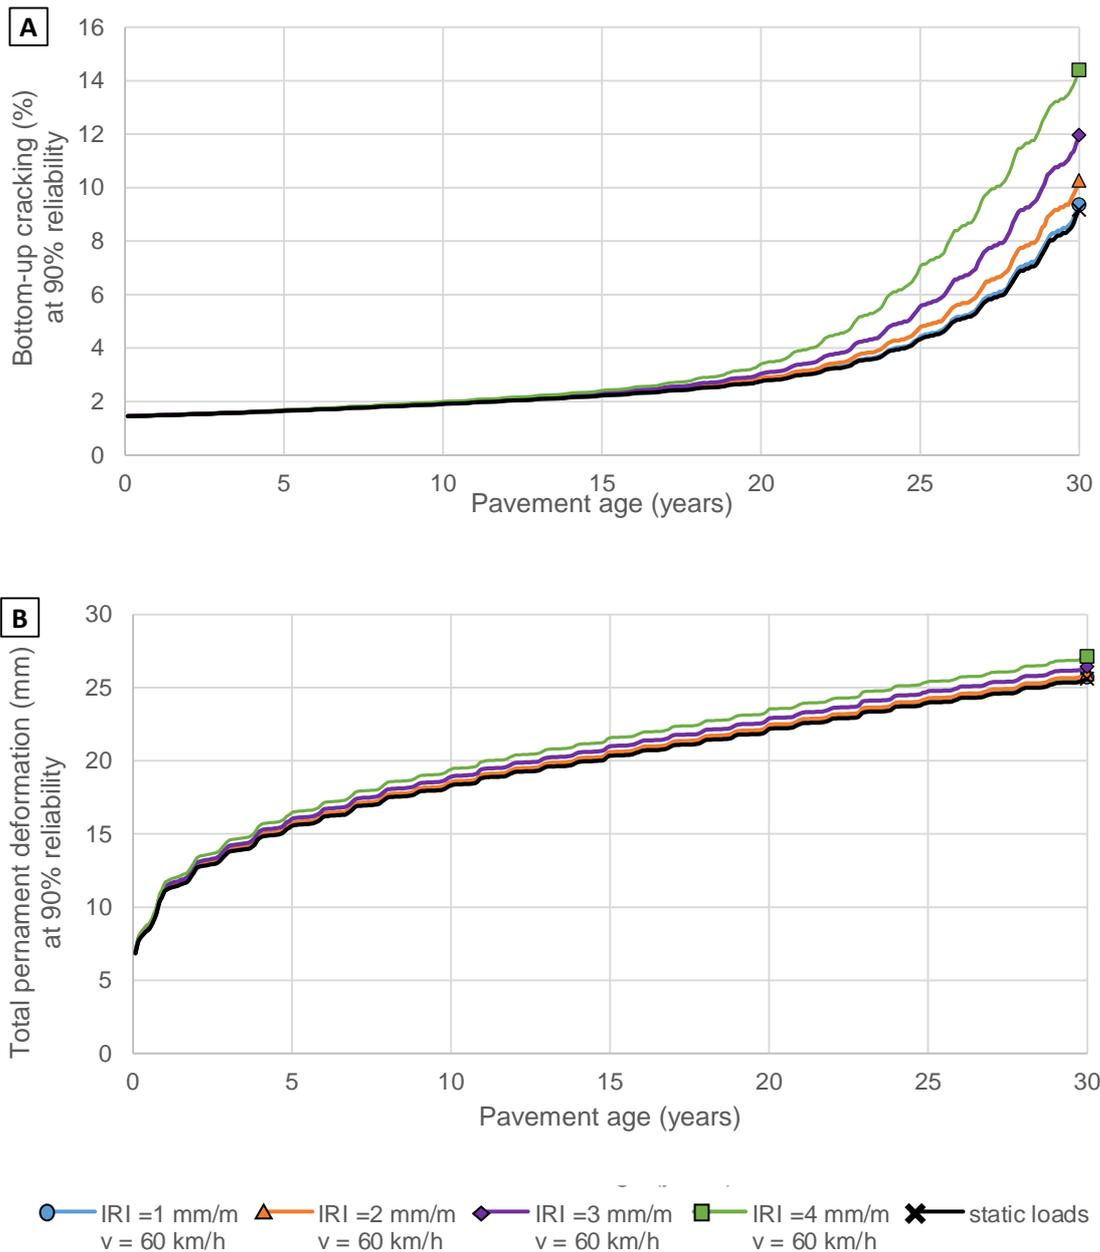 A
Bottom-up cracking (%)
at 90% reliability
16
14
12
10
8
6
4
2
0
0 5 10 15 20 25 30
Pavement age (years)
B
Total pernament deformation (mm)
at 90% reliability
30
25
20
15
10
5
0
0 5 10 15 20 25 30
Pavement age (years)
IRI =1 mm/m IRI =2 mm/m IRI =3 mm/m IRI =4 mm/m static loads
v = 60 km/h v = 60 km/h v = 60 km/h v = 60 km/h